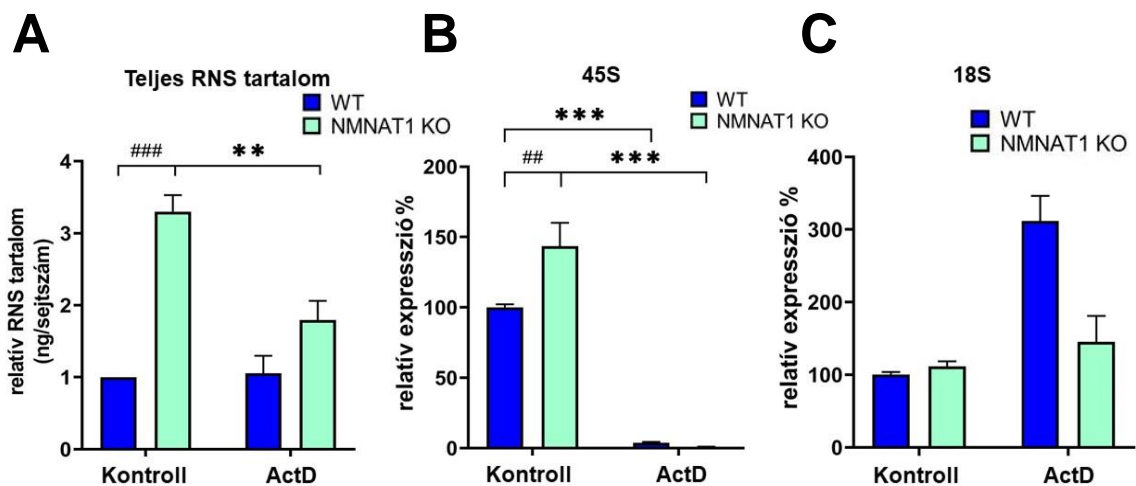 A
Teljes RNS tartalom
WT
NMNAT1 KO
###
**
relatív RNS tartalom
(ng/sejtszám)
4
3
2
1
0
Kontroll
ActD
B
45S
WT
NMNAT1 KO
***
##
***
relatív expresszió %
200
150
100
50
0
Kontroll
ActD
C
18S
WT
NMNAT1 KO
relatív expresszió %
400
300
200
100
0
Kontroll
ActD